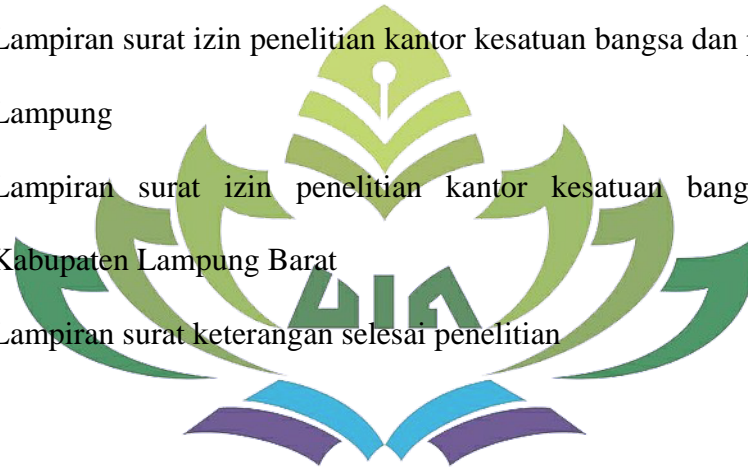 Lampiran surat izin penelitian kantor kesatuan bangsa dan
Lampung
Lampiran surat izin penelitian kantor kesatuan bang
Kabupaten Lampung Barat
UIN
Lampiran surat keterangan selesai penelitian